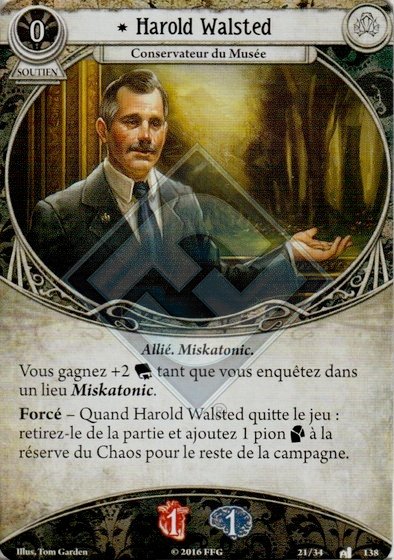 0
* Harold Walsted
SOUTIEN
Conservateur du Musée
Allié. Miskatonic.
Vous gagnez +2 tant que vous enquêtez dans
un lieu Miskatonic.
Forcé – Quand Harold Walsted quitte le jeu :
retirez-le de la partie et ajoutez 1 pion à la
réserve du Chaos pour le reste de la campagne.
1 1
Illus. Tom Garden © 2016 FFG 21/34 138